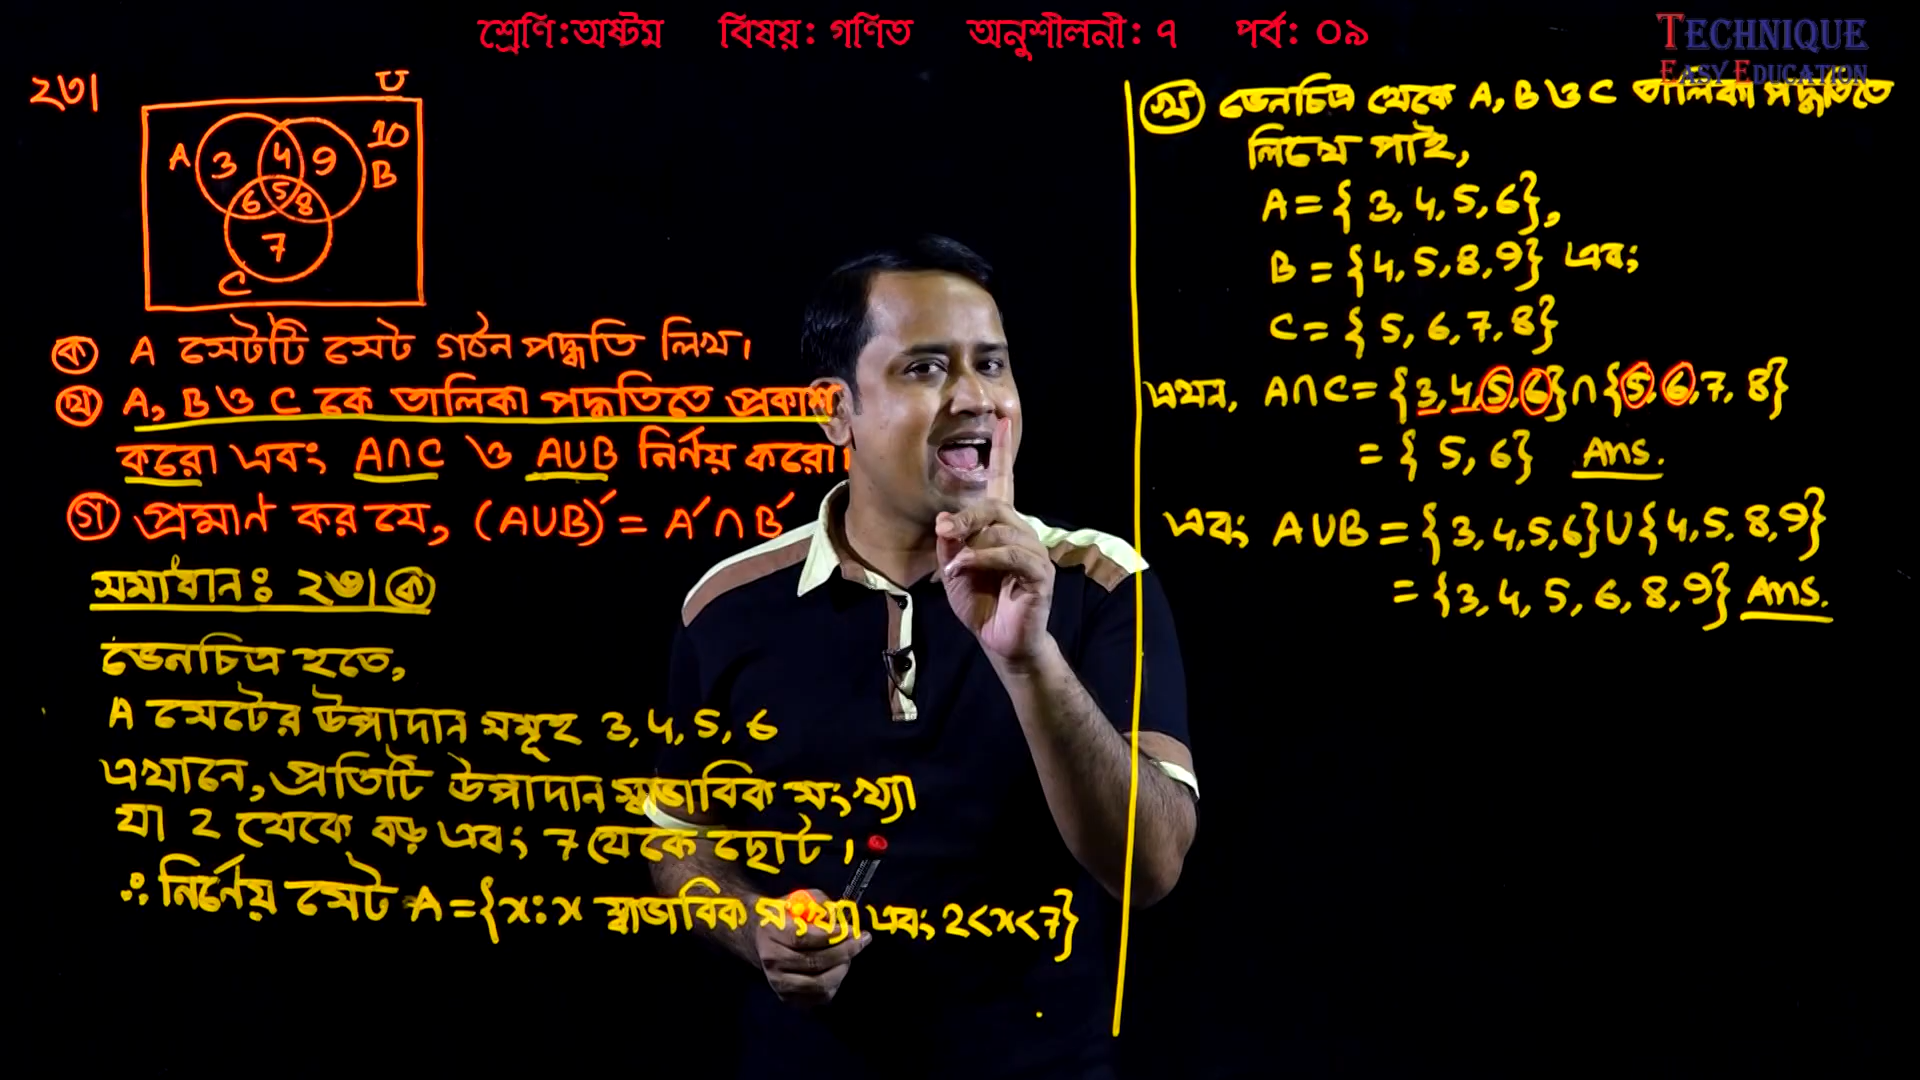 শ্রেণি:অষ্টম বিষয়: গণিত অনুশীলনী: ৭ পর্ব: ০৯
TECHNIQUE
EASY EDUCATION
২৩।
U
A 3 4 9 10
B
6 5 8
7
C
ক A সেটটি সেট গঠন পদ্ধতি লিখ।
খ A, B ও C কে তালিকা পদ্ধতিতে প্রকাশ
করো এবং A∩C ও A∪B নির্ণয় করো।
গ প্রমাণ কর যে, (A∪B)′ = A′∩B′
সমাধান: ২৩।ক
ভেনচিত্র হতে,
A সেটের উপাদান সমূহ 3, 4, 5, 6
এখানে, প্রতিটি উপাদান স্বাভাবিক সংখ্যা
যা 2 থেকে বড় এবং 7 থেকে ছোট।
∴ নির্ণেয় সেট A = {x : x স্বাভাবিক সংখ্যা এবং 2<x<7}
খ ভেনচিত্র থেকে A, B ও C তালিকা পদ্ধতিতে
লিখে পাই,
A = { 3, 4, 5, 6},
B = {4, 5, 8, 9} এবং
C = { 5, 6, 7, 8}
এখন, A∩C = {3, 4, 5, 6}∩{5, 6, 7, 8}
= { 5, 6} Ans.
এবং A∪B = {3, 4, 5, 6}∪{4, 5, 8, 9}
= {3, 4, 5, 6, 8, 9} Ans.